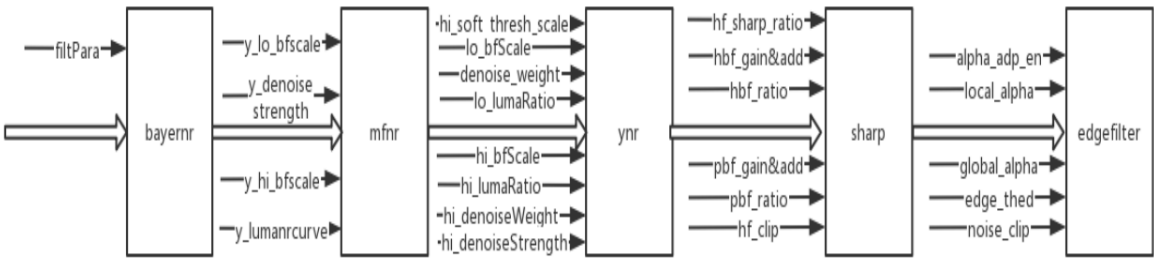 filtPara
bayernr
y_lo_bfscale
y_denoise
strength
y_hi_bfscale
y_lumanrcurve
mfnr
hi_soft_thresh_scale
lo_bfScale
denoise_weight
lo_lumaRatio
hi_bfScale
hi_lumaRatio
hi_denoiseWeight
hi_denoiseStrength
ynr
hf_sharp_ratio
hbf_gain&add
hbf_ratio
pbf_gain&add
pbf_ratio
hf_clip
sharp
alpha_adp_en
local_alpha
global_alpha
edge_thed
noise_clip
edgefilter